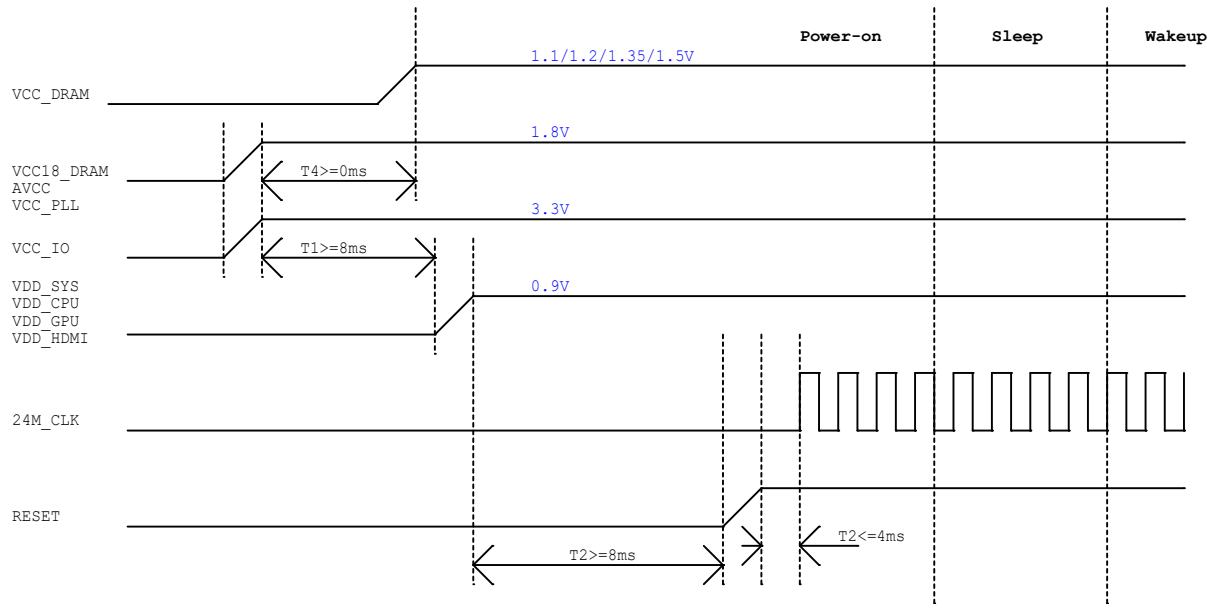 Power-on Sleep Wakeup
1.1/1.2/1.35/1.5V
VCC_DRAM
1.8V
VCC18_DRAM
AVCC
VCC_PLL
T4>=0ms
3.3V
VCC_IO
T1>=8ms
VDD_SYS
VDD_CPU
VDD_GPU
VDD_HDMI
0.9V
24M_CLK
RESET
T2<=4ms
T2>=8ms